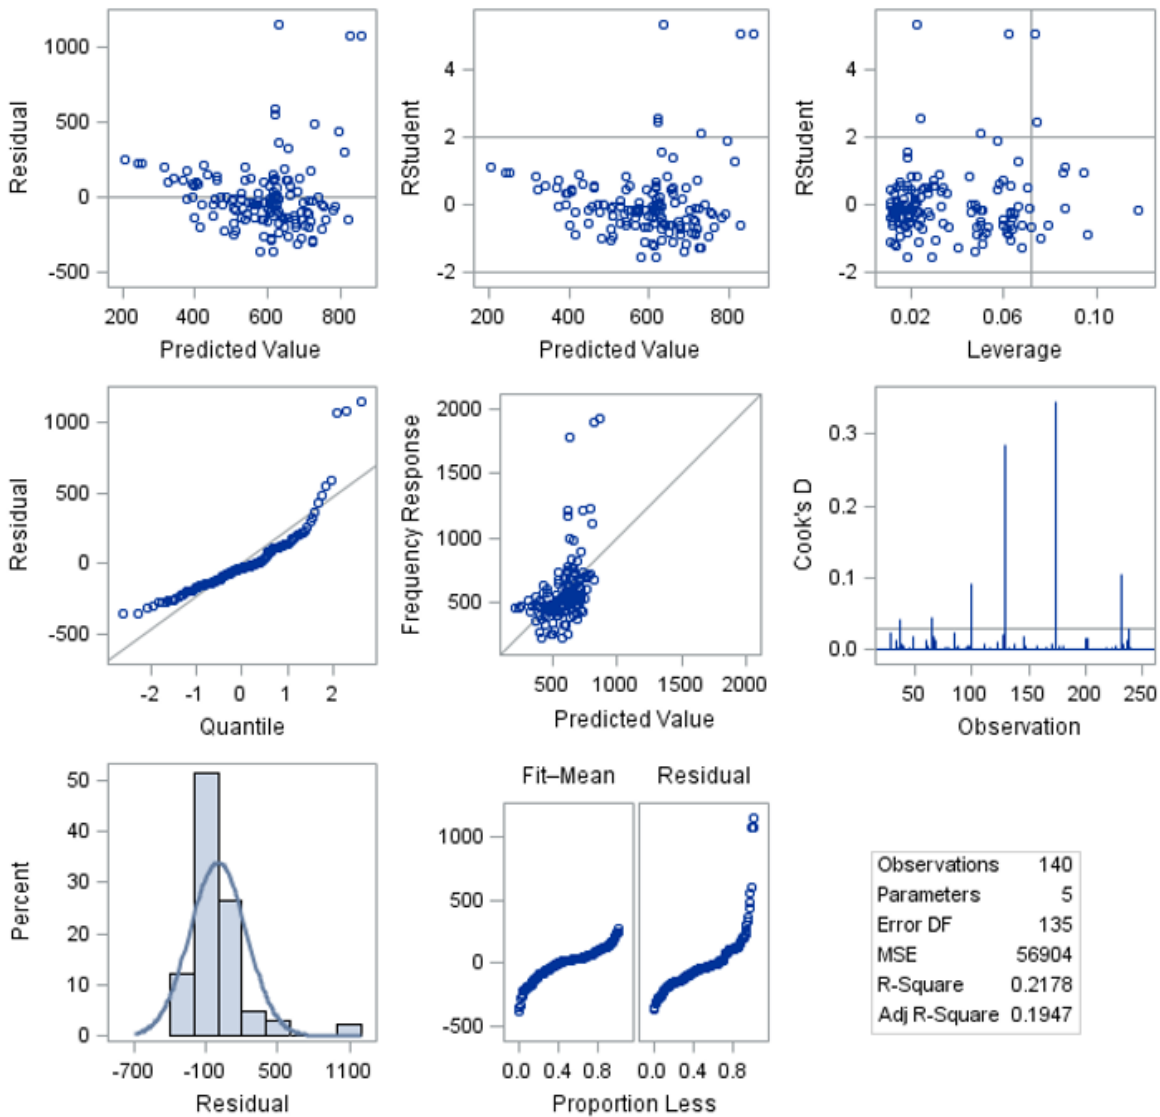 1000
500
0
-500
Residual
200 400 600 800
Predicted Value
4
2
0
-2
RStudent
200 400 600 800
Predicted Value
4
2
0
-2
RStudent
0.02 0.06 0.10
Leverage
1000
500
0
-500
Residual
-2 -1 0 1 2
Quantile
2000
1500
1000
500
Frequency Response
500 1000 1500 2000
Predicted Value
0.3
0.2
0.1
0.0
Cook's D
50 100 150 200 250
Observation
50
40
30
20
10
0
Percent
-700 -100 500 1100
Residual
Fit–Mean Residual
1000
500
0
-500
0.0 0.4 0.8 0.0 0.4 0.8
Proportion Less
Observations 140
Parameters 5
Error DF 135
MSE 56904
R-Square 0.2178
Adj R-Square 0.1947